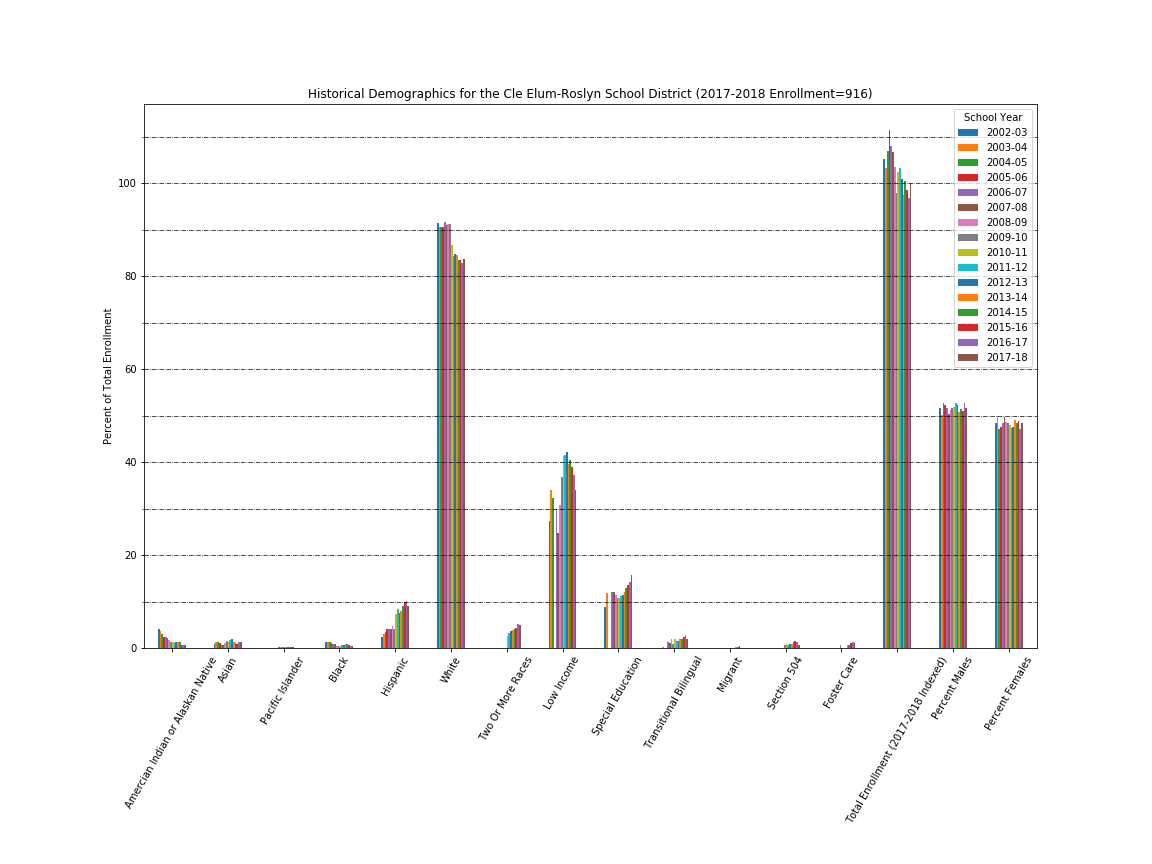 Historical Demographics for the Cle Elum-Roslyn School District (2017-2018 Enrollment=916)
School Year
2002-03
2003-04
2004-05
2005-06
2006-07
2007-08
2008-09
2009-10
2010-11
2011-12
2012-13
2013-14
2014-15
2015-16
2016-17
2017-18
Percent of Total Enrollment
100
80
60
40
20
0
Amercian Indian or Alaskan Native
Asian
Pacific Islander
Black
Hispanic
White
Two Or More Races
Low Income
Special Education
Transitional Bilingual
Migrant
Section 504
Foster Care
Total Enrollment (2017-2018 Indexed)
Percent Males
Percent Females